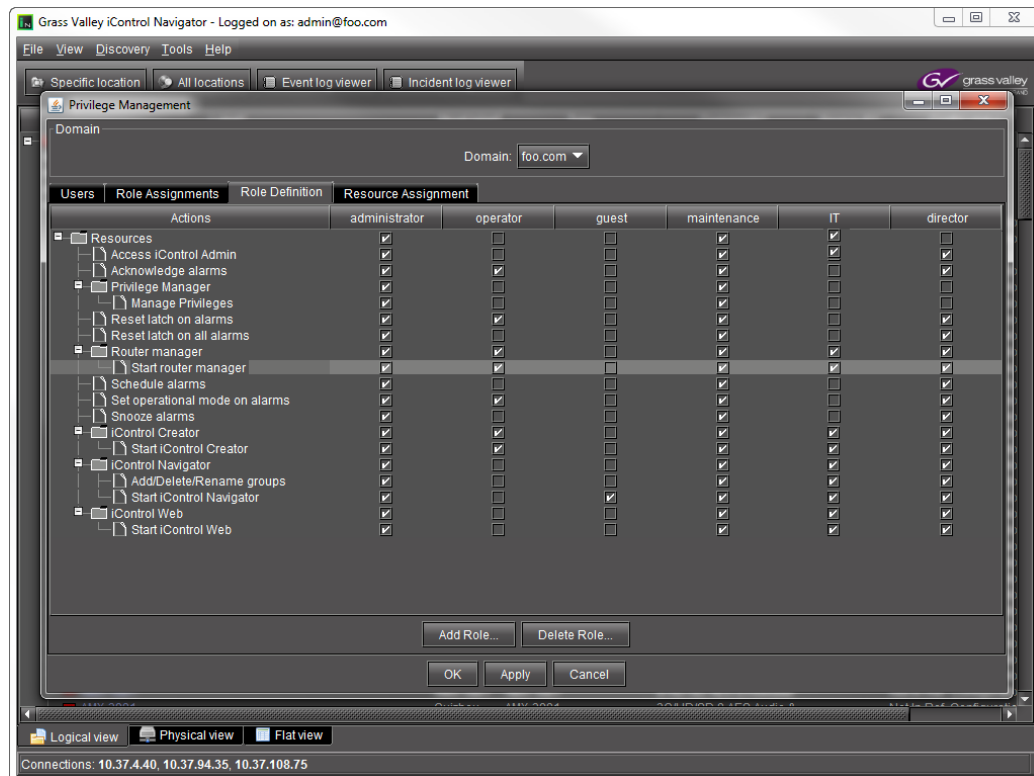 Grass Valley iControl Navigator - Logged on as: admin@foo.com
File View Discovery Tools Help
Specific location All locations Event log viewer Incident log viewer
GV grass valley
Privilege Management
Domain
Domain: foo.com
Users Role Assignments Role Definition Resource Assignment
Actions administrator operator guest maintenance IT director
Resources
Access iControl Admin
Acknowledge alarms
Privilege Manager
Manage Privileges
Reset latch on alarms
Reset latch on all alarms
Router manager
Start router manager
Schedule alarms
Set operational mode on alarms
Snooze alarms
iControl Creator
Start iControl Creator
iControl Navigator
Add/Delete/Rename groups
Start iControl Navigator
iControl Web
Start iControl Web
Add Role... Delete Role...
OK Apply Cancel
Logical view Physical view Flat view
Connections: 10.37.4.40, 10.37.94.35, 10.37.108.75